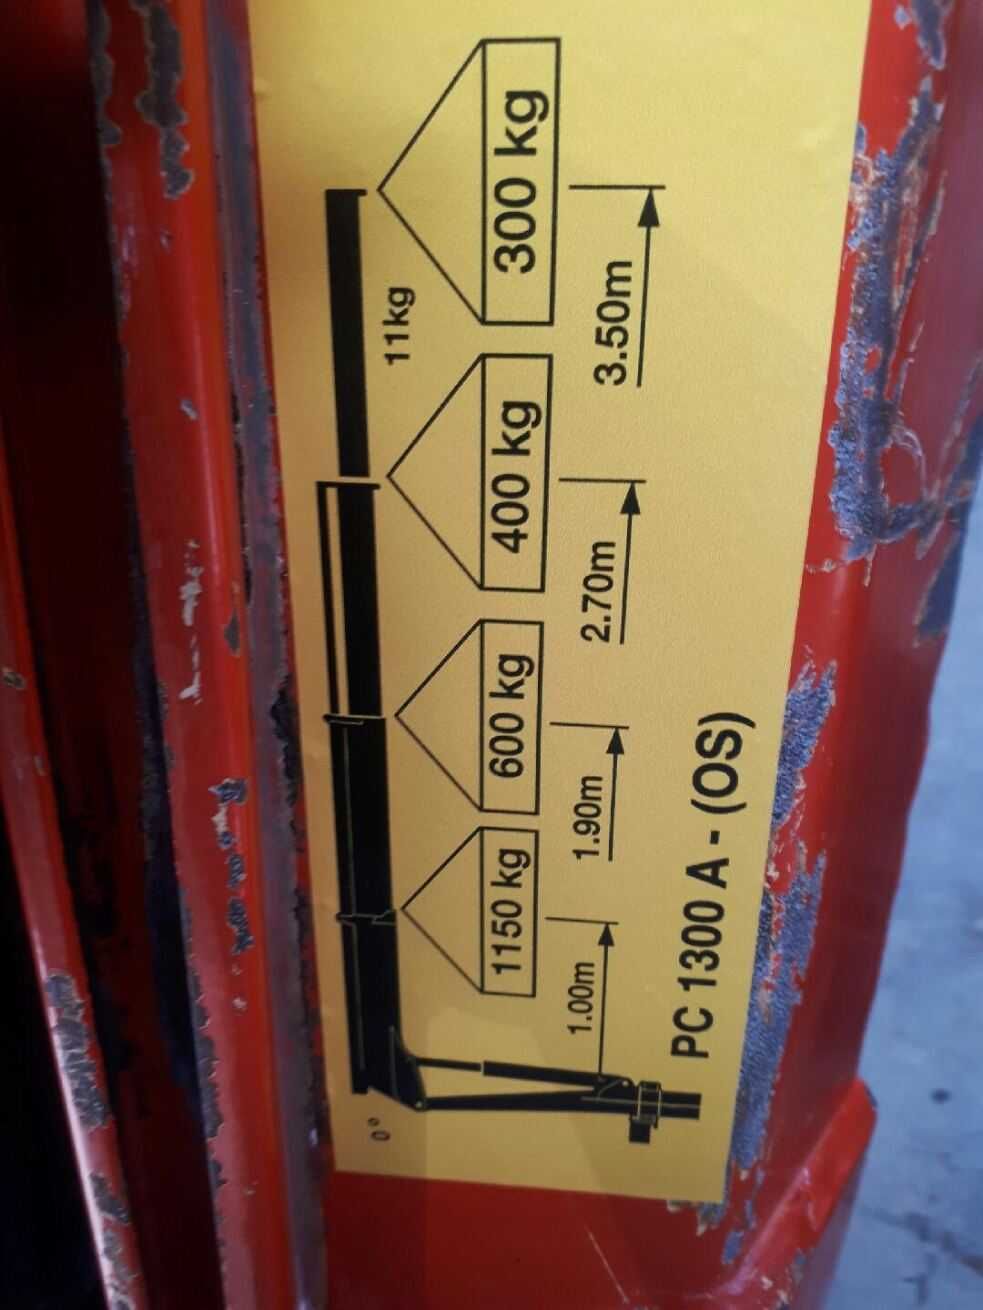 0°
11kg
1150 kg
600 kg
400 kg
300 kg
1.00m
1.90m
2.70m
3.50m
PC 1300 A - (OS)